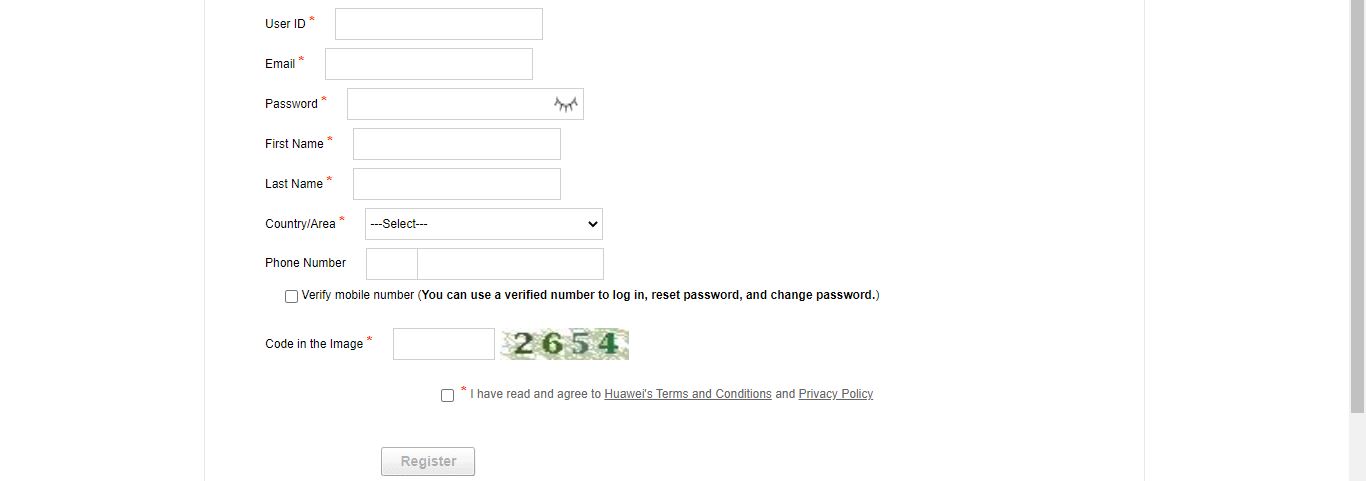 User ID *
Email *
Password *
First Name *
Last Name *
Country/Area * ---Select---
Phone Number
Verify mobile number (You can use a verified number to log in, reset password, and change password.)
Code in the Image * 2654
* I have read and agree to Huawei's Terms and Conditions and Privacy Policy
Register